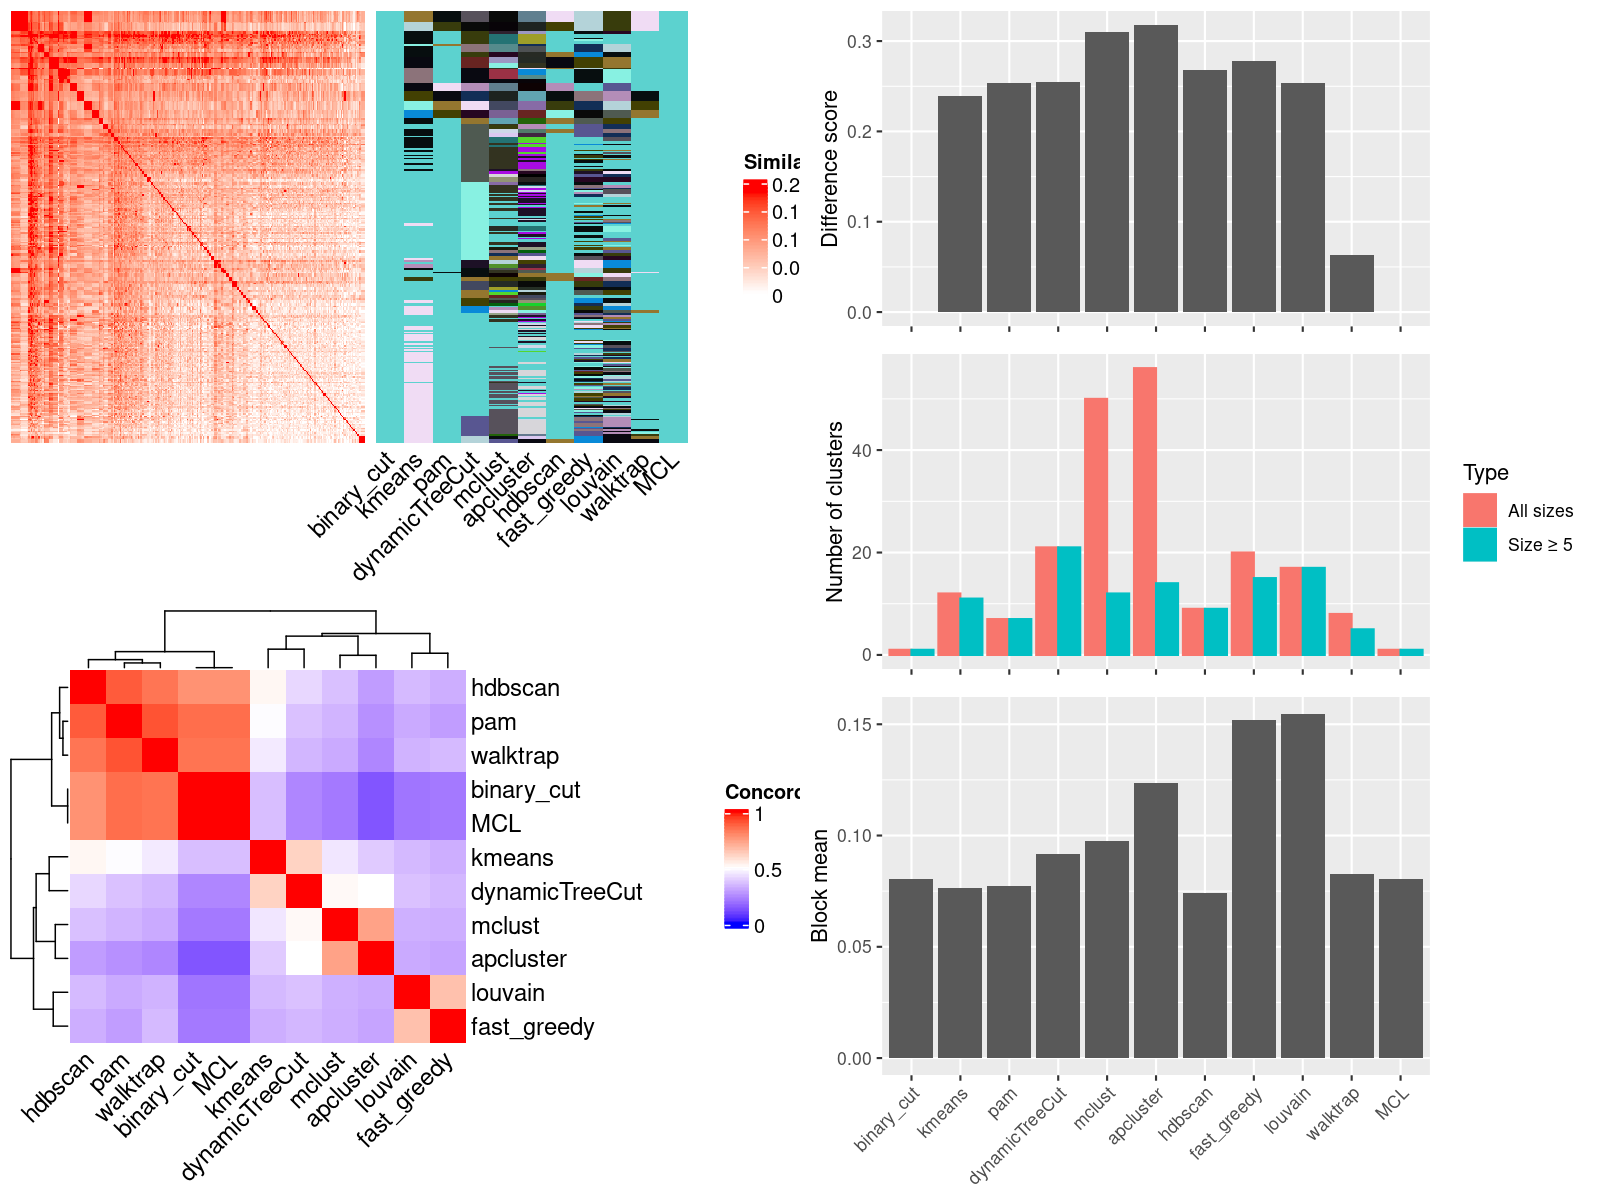 Simila
0.2
0.1
0.1
0.0
0
binary_cut
kmeans
pam
dynamicTreeCut
mclust
apcluster
hdbscan
fast_greedy
louvain
walktrap
MCL
hdbscan
pam
walktrap
binary_cut
MCL
kmeans
dynamicTreeCut
mclust
apcluster
louvain
fast_greedy
hdbscan
pam
walktrap
binary_cut
MCL
kmeans
dynamicTreeCut
mclust
apcluster
louvain
fast_greedy
Concord
1
0.5
0
Difference score
0.3
0.2
0.1
0.0
Number of clusters
40
20
0
Type
All sizes
Size ≥ 5
Block mean
0.15
0.10
0.05
0.00
binary_cut
kmeans
pam
dynamicTreeCut
mclust
apcluster
hdbscan
fast_greedy
louvain
walktrap
MCL